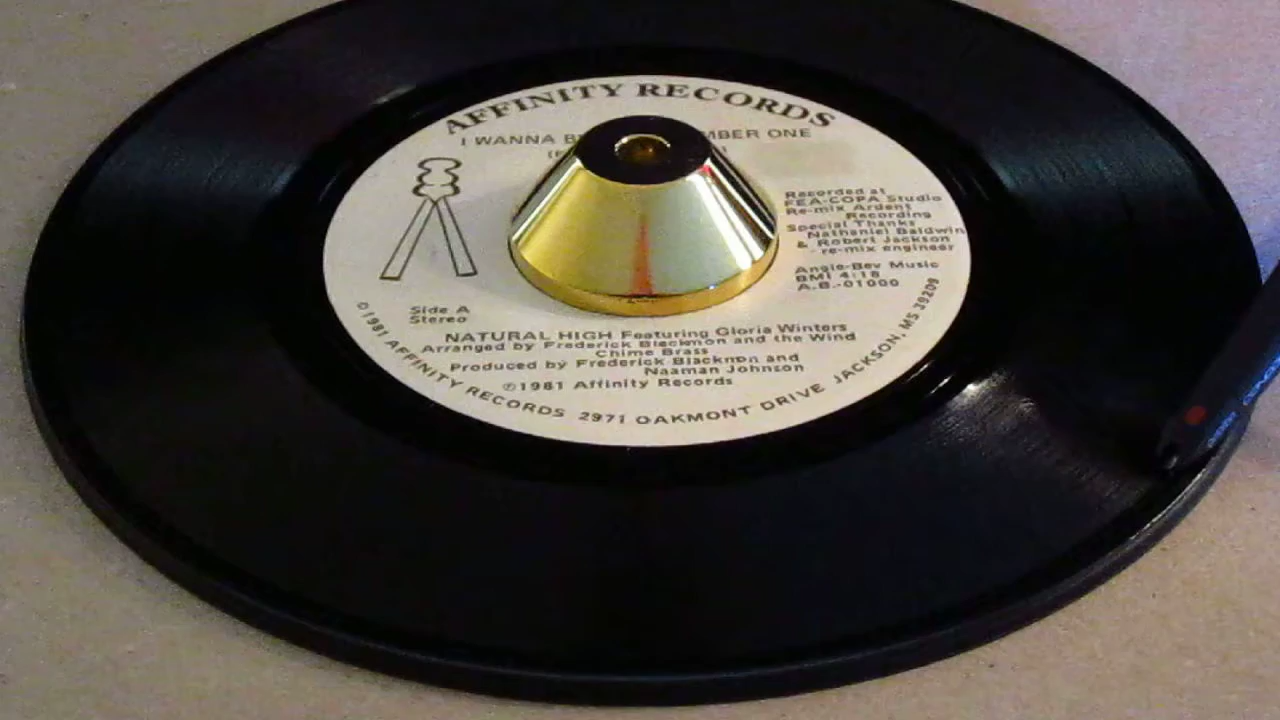 AFFINITY RECORDS
I WANNA B MBER ONE
Recorded at
FEA-COPA Studio
Re-mix Ardent
Recording
Special Thanks
Nathaniel Baldwin
& Robert Jackson
- re-mix engineer
Angie-Bev Music
BMI 4:18
A.B.-01000
Side A
Stereo
NATURAL HIGH Featuring Gloria Winters
Arranged by Frederick Blackmon and the Wind
Chime Brass
Produced by Frederick Blackmon and
Naaman Johnson
©1981 Affinity Records
©1981 AFFINITY RECORDS 2971 OAKMONT DRIVE JACKSON, MS 39209